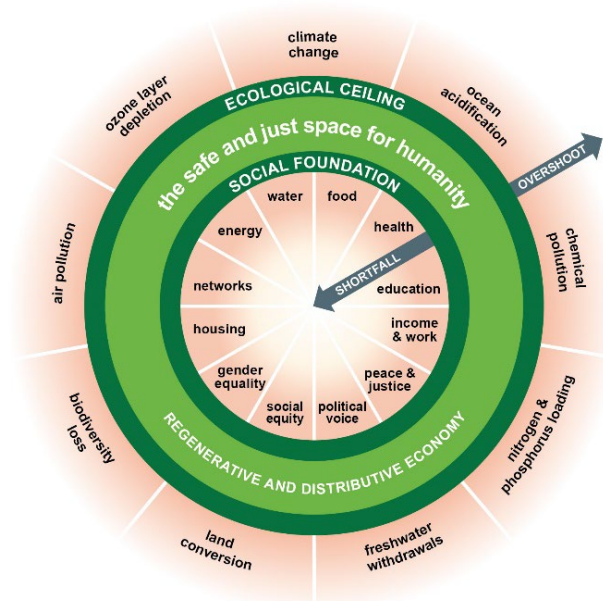 climate
change
ozone layer
depletion
ocean
acidification
ECOLOGICAL CEILING
the safe and just space for humanity
OVERSHOOT
SOCIAL FOUNDATION
water
food
energy
health
SHORTFALL
air pollution
chemical
pollution
networks
education
housing
income
& work
gender
equality
peace &
justice
social
equity
political
voice
biodiversity
loss
nitrogen &
phosphorus loading
REGENERATIVE AND DISTRIBUTIVE ECONOMY
land
conversion
freshwater
withdrawals